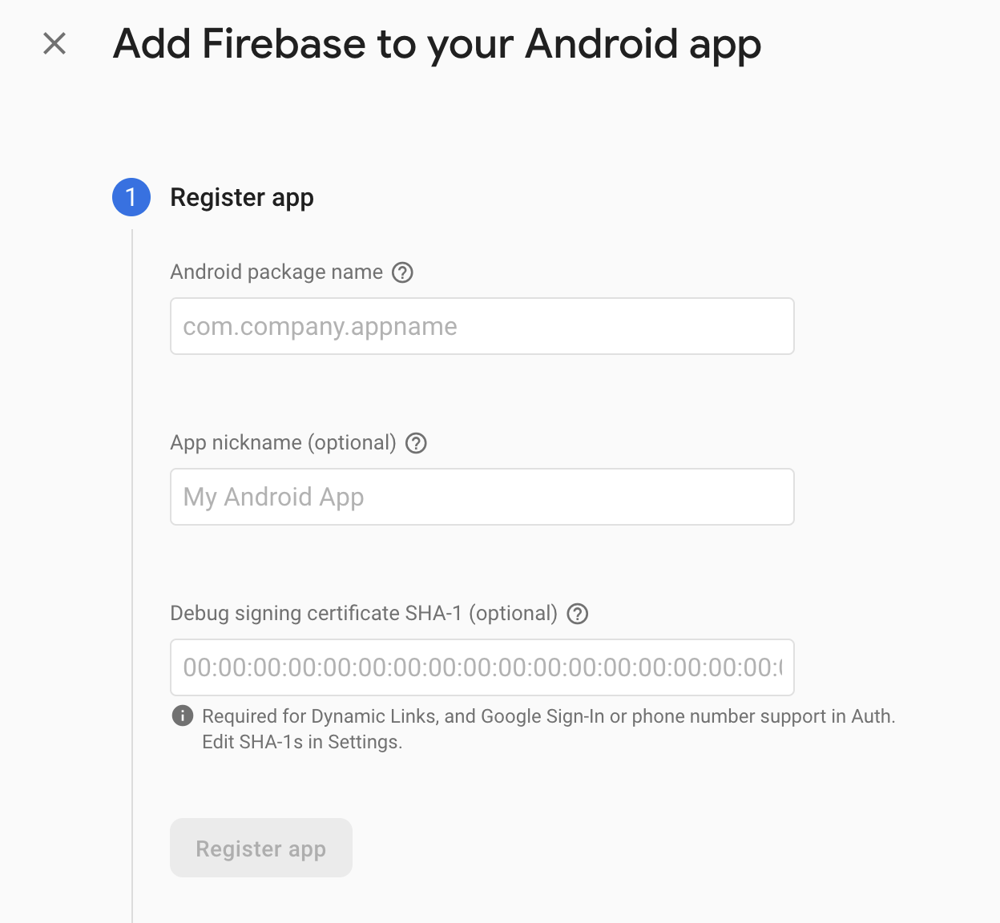 Add Firebase to your Android app
1 Register app
Android package name ?
com.company.appname
App nickname (optional) ?
My Android App
Debug signing certificate SHA-1 (optional) ?
00:00:00:00:00:00:00:00:00:00:00:00:00:00:00:00:00:
i Required for Dynamic Links, and Google Sign-In or phone number support in Auth.
Edit SHA-1s in Settings.
Register app